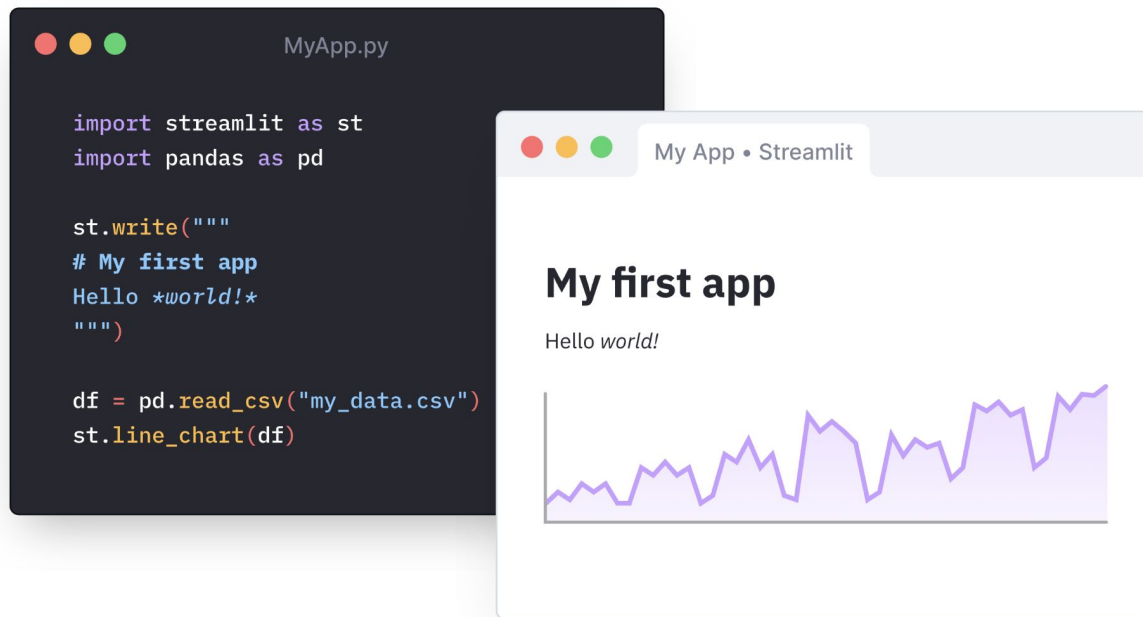 MyApp.py
import streamlit as st
import pandas as pd
st.write("""
# My first app
Hello *world!*
""")
df = pd.read_csv("my_data.csv")
st.line_chart(df)
My App • Streamlit
My first app
Hello world!